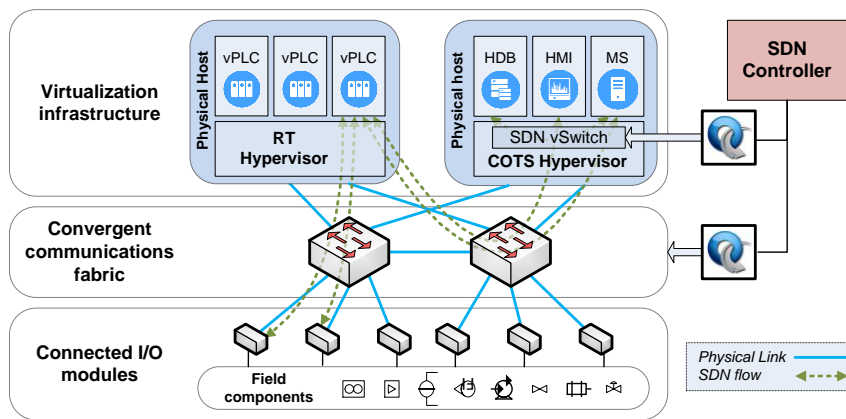 Virtualization
infrastructure
Physical Host
vPLC
vPLC
vPLC
RT
Hypervisor
Physical host
HDB
HMI
MS
SDN vSwitch
COTS Hypervisor
SDN
Controller
Convergent
communications
fabric
Connected I/O
modules
Field
components
Physical Link
SDN flow